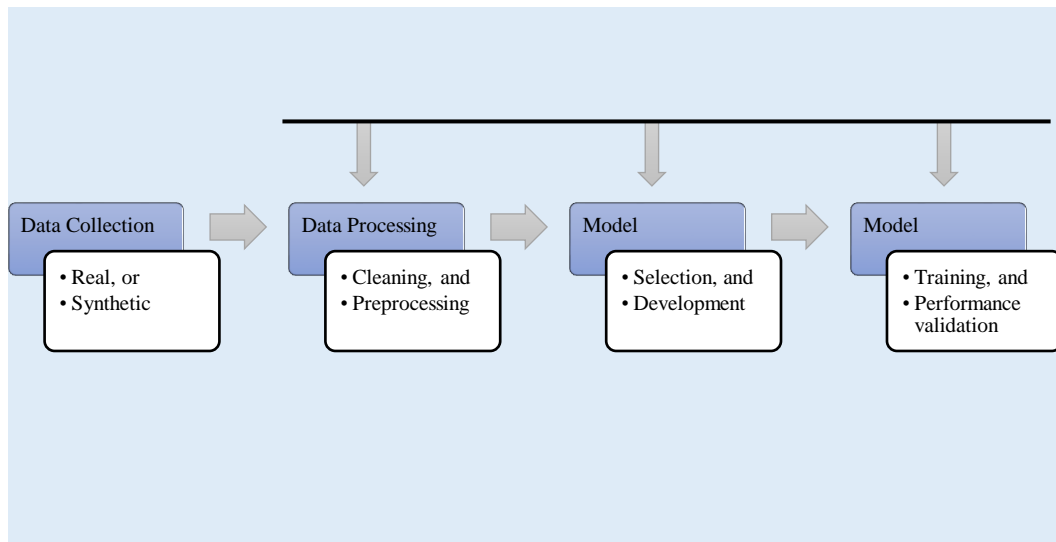 Data Collection
• Real, or
• Synthetic
Data Processing
• Cleaning, and
• Preprocessing
Model
• Selection, and
• Development
Model
• Training, and
• Performance
validation